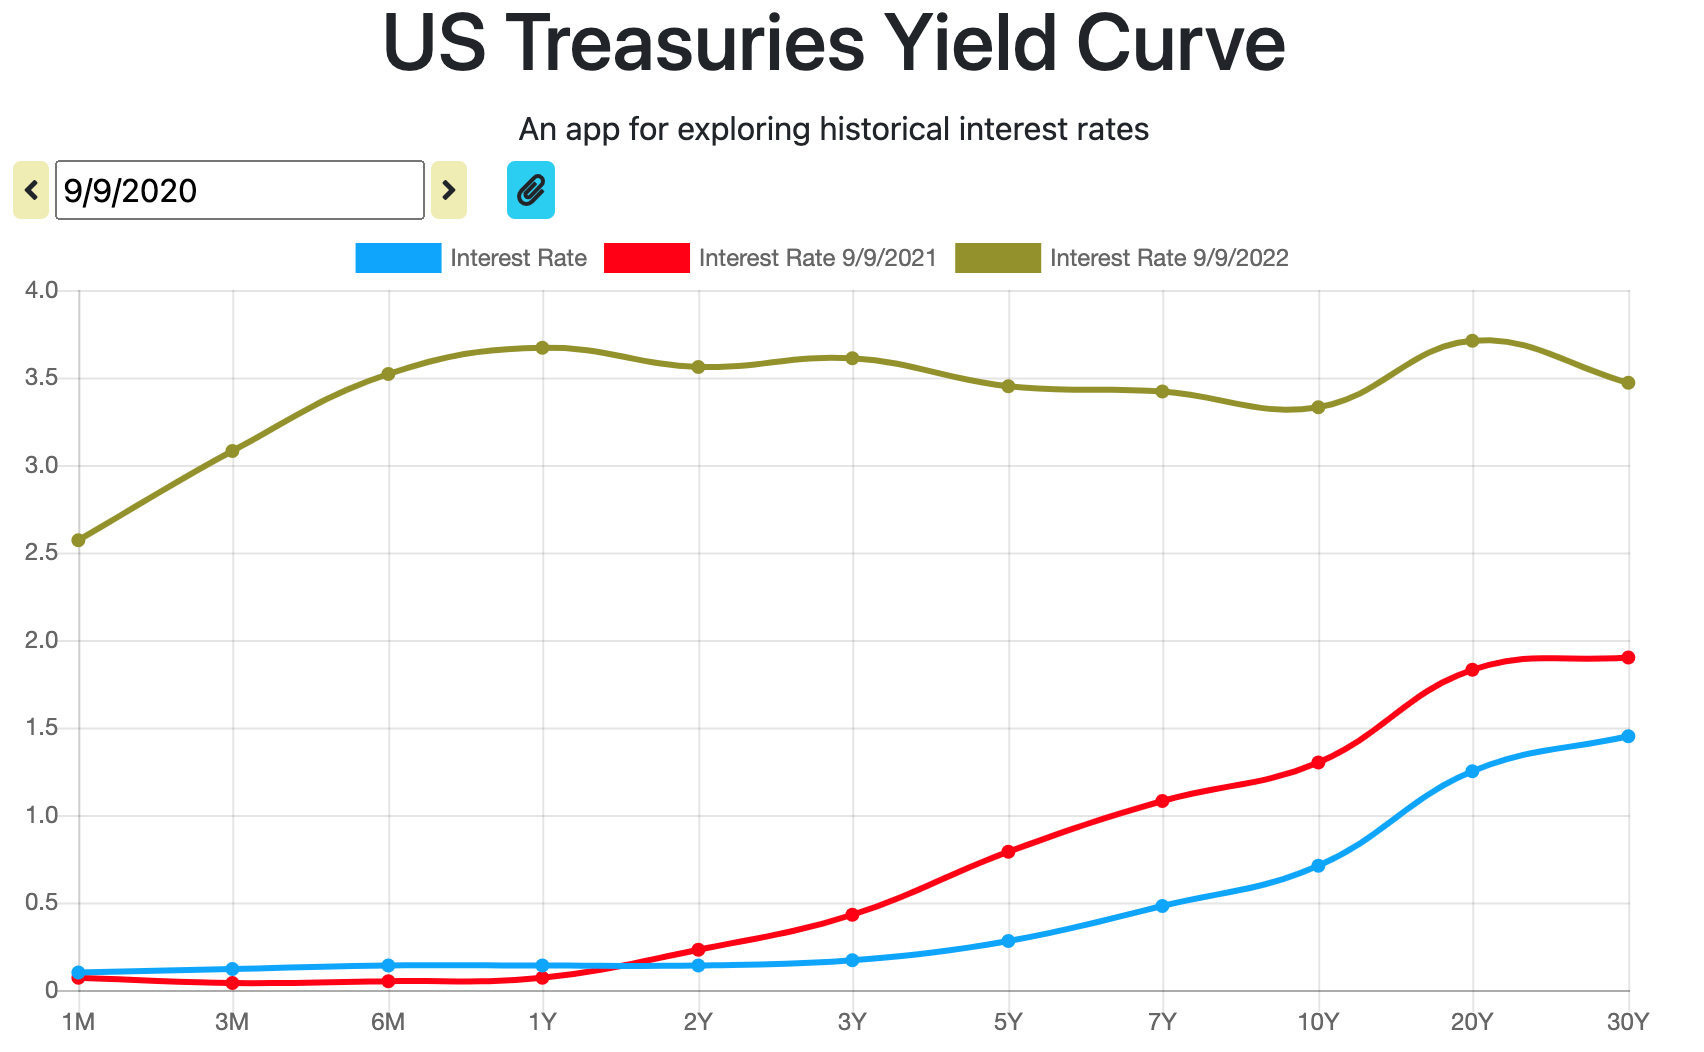 US Treasuries Yield Curve
An app for exploring historical interest rates
9/9/2020
Interest Rate Interest Rate 9/9/2021 Interest Rate 9/9/2022
4.0
3.5
3.0
2.5
2.0
1.5
1.0
0.5
0
1M 3M 6M 1Y 2Y 3Y 5Y 7Y 10Y 20Y 30Y